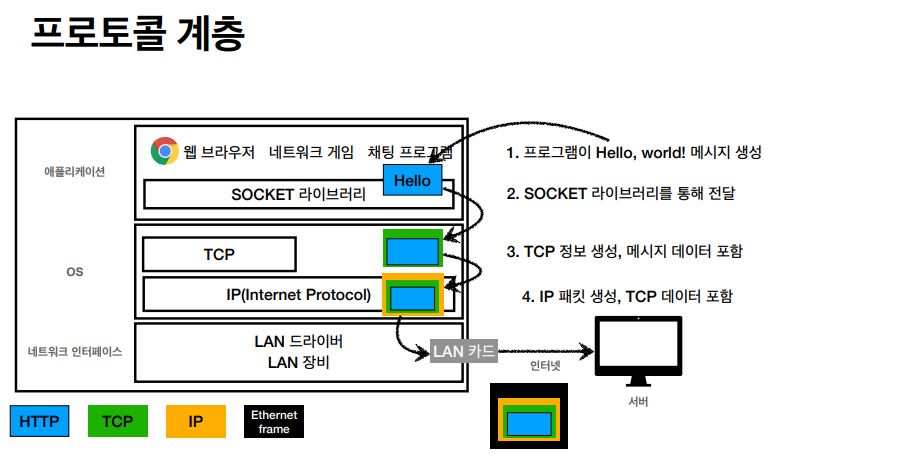 프로토콜 계층
애플리케이션
웹 브라우저 네트워크 게임 채팅 프로그램
Hello
SOCKET 라이브러리
1. 프로그램이 Hello, world! 메시지 생성
2. SOCKET 라이브러리를 통해 전달
OS
TCP
IP(Internet Protocol)
3. TCP 정보 생성, 메시지 데이터 포함
4. IP 패킷 생성, TCP 데이터 포함
네트워크 인터페이스
LAN 드라이버
LAN 장비
LAN 카드
인터넷
서버
HTTP
TCP
IP
Ethernet
frame